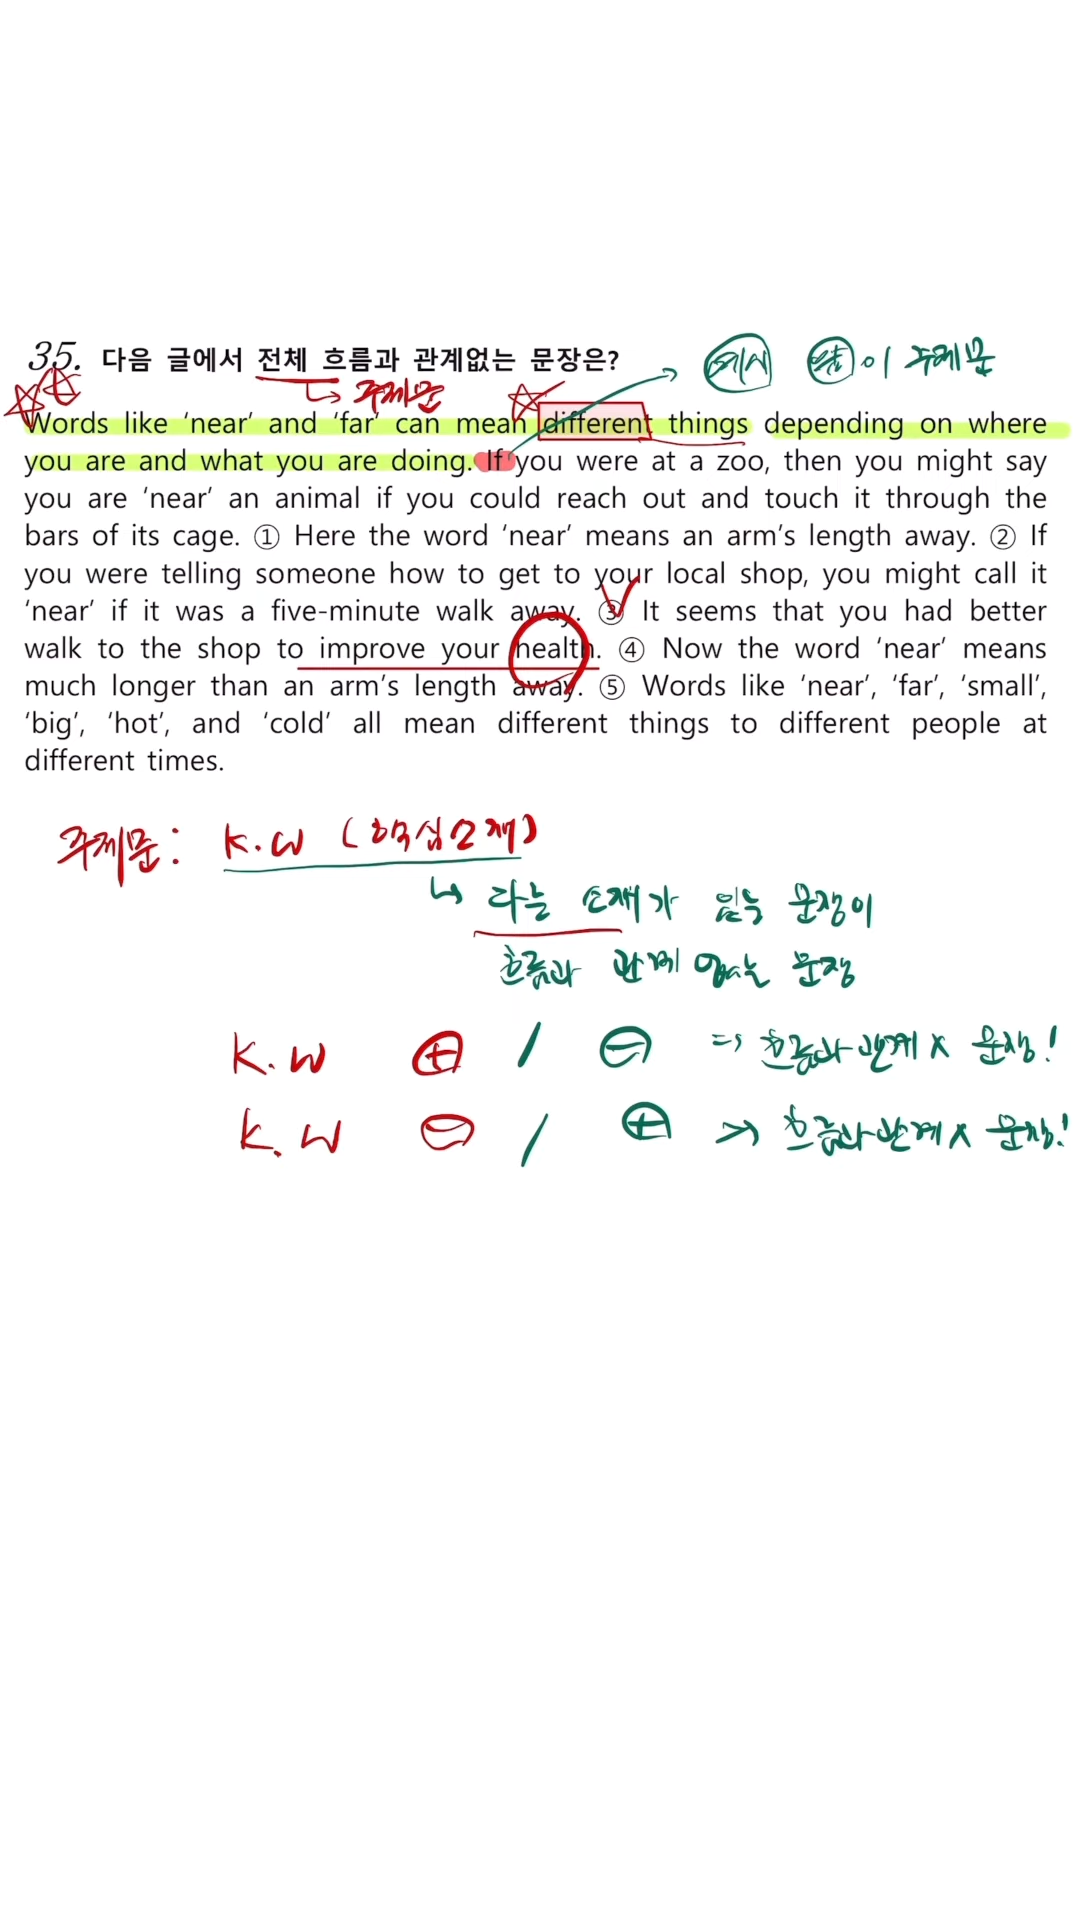 35. 다음 글에서 전체 흐름과 관계없는 문장은?
예시 앞이 주제문
↳ 주제문
Words like ‘near’ and ‘far’ can mean different things depending on where
you are and what you are doing. If you were at a zoo, then you might say
you are ‘near’ an animal if you could reach out and touch it through the
bars of its cage. ① Here the word ‘near’ means an arm’s length away. ② If
you were telling someone how to get to your local shop, you might call it
‘near’ if it was a five-minute walk away. ③ It seems that you had better
walk to the shop to improve your health. ④ Now the word ‘near’ means
much longer than an arm’s length away. ⑤ Words like ‘near’, ‘far’, ‘small’,
‘big’, ‘hot’, and ‘cold’ all mean different things to different people at
different times.
주제문 : K.W (핵심소재)
↳ 다른 소재가 있는 문장이
흐름과 관계 없는 문장
K.W ⊕ / ⊖ => 흐름과 관계 X 문장!
K.W ⊖ / ⊕ => 흐름과 관계 X 문장!